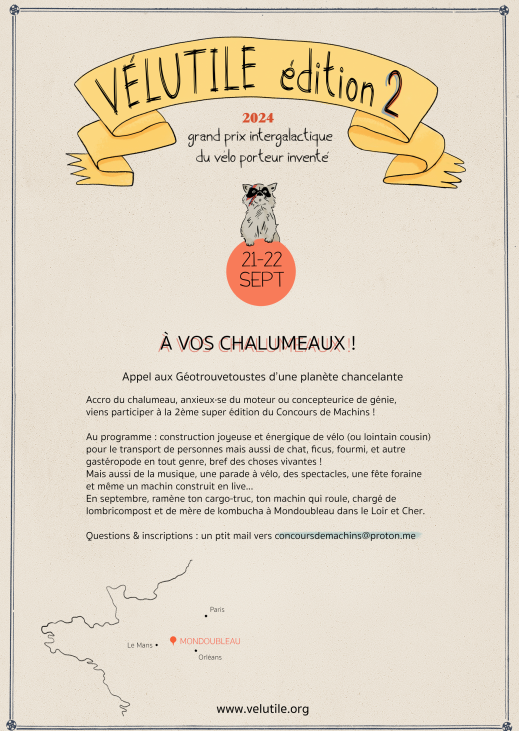 VÉLUTILE édition 2
2024
grand prix intergalactique
du vélo porteur inventé
21-22
SEPT
À VOS CHALUMEAUX !
Appel aux Géotrouvetoustes d'une planète chancelante
Accro du chalumeau, anxieux·se du moteur ou concepteurice de génie,
viens participer à la 2ème super édition du Concours de Machins !
Au programme : construction joyeuse et énergique de vélo (ou lointain cousin)
pour le transport de personnes mais aussi de chat, ficus, fourmi, et autre
gastéropode en tout genre, bref des choses vivantes !
Mais aussi de la musique, une parade à vélo, des spectacles, une fête foraine
et même un machin construit en live...
En septembre, ramène ton cargo-truc, ton machin qui roule, chargé de
lombricompost et de mère de kombucha à Mondoubleau dans le Loir et Cher.
Questions & inscriptions : un ptit mail vers concoursdemachins@proton.me
Paris
Le Mans
MONDOUBLEAU
Orléans
www.velutile.org